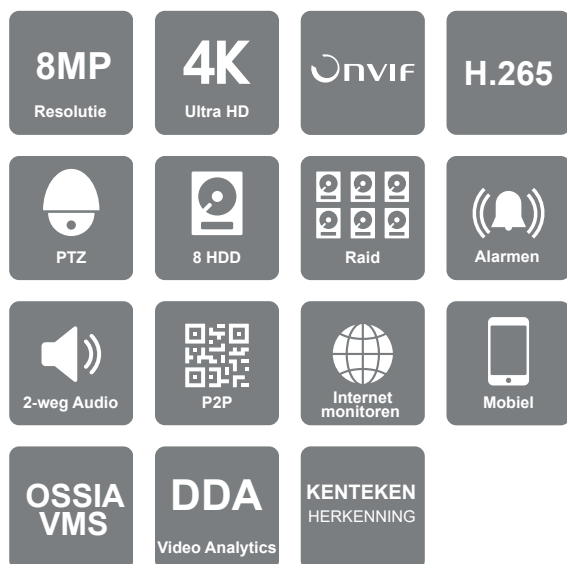 8MP
Resolutie
4K
Ultra HD
ONVIF
H.265
PTZ
8 HDD
Raid
Alarmen
2-weg Audio
P2P
Internet
monitoren
Mobiel
OSSIA
VMS
DDA
Video Analytics
KENTEKEN
HERKENNING